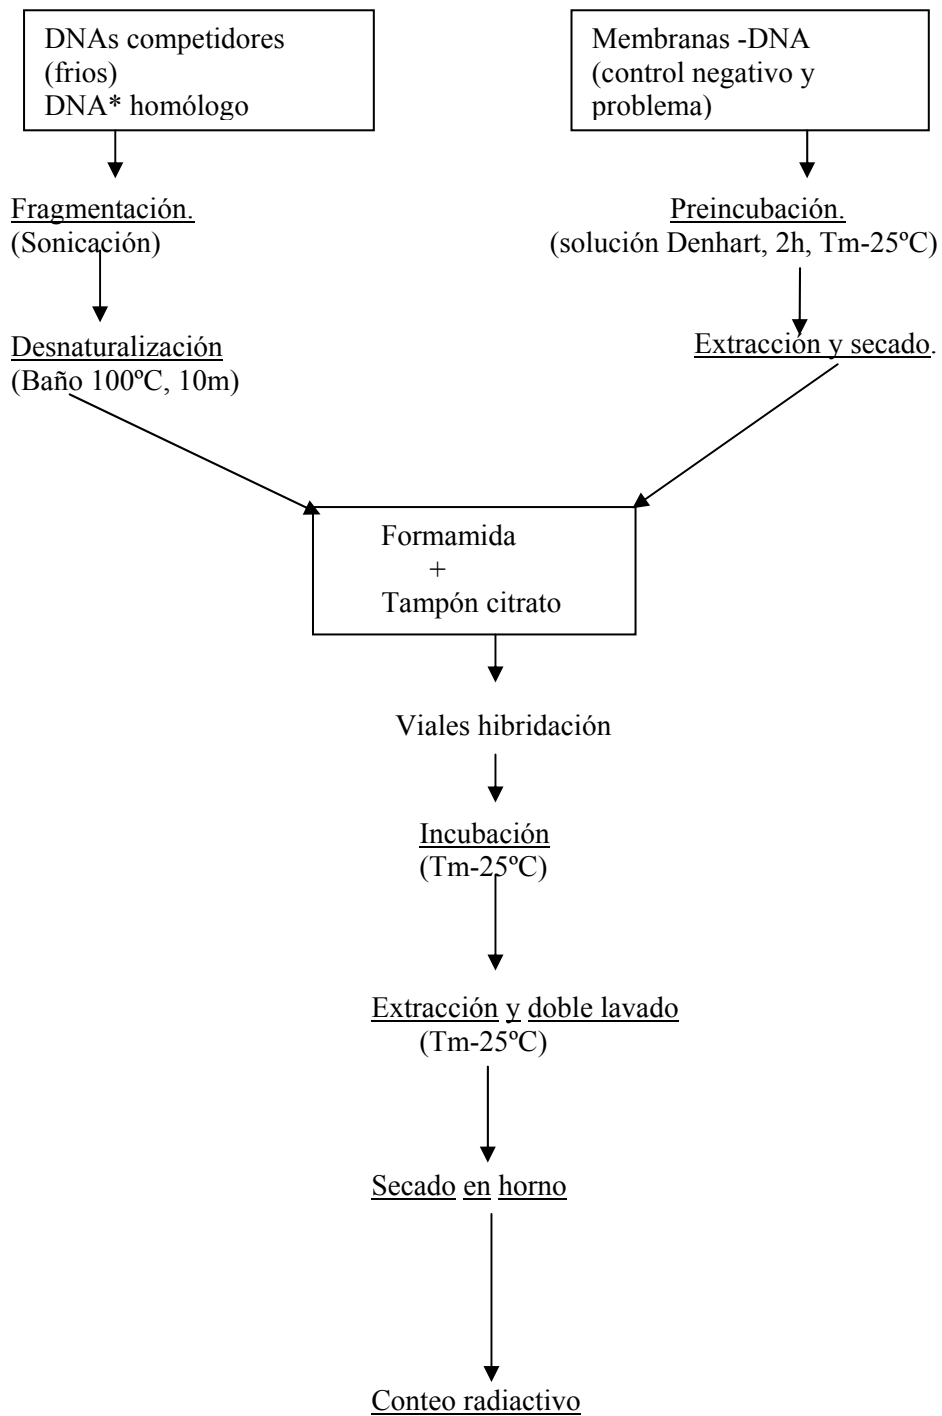 DNAs competidores
(frios)
DNA* homólogo
Membranas -DNA
(control negativo y
problema)
Fragmentación.
(Sonicación)
Preincubación.
(solución Denhart, 2h, Tm-25ºC)
Desnaturalización
(Baño 100ºC, 10m)
Extracción y secado.
Formamida
+
Tampón citrato
Viales hibridación
Incubación
(Tm-25ºC)
Extracción y doble lavado
(Tm-25ºC)
Secado en horno
Conteo radiactivo